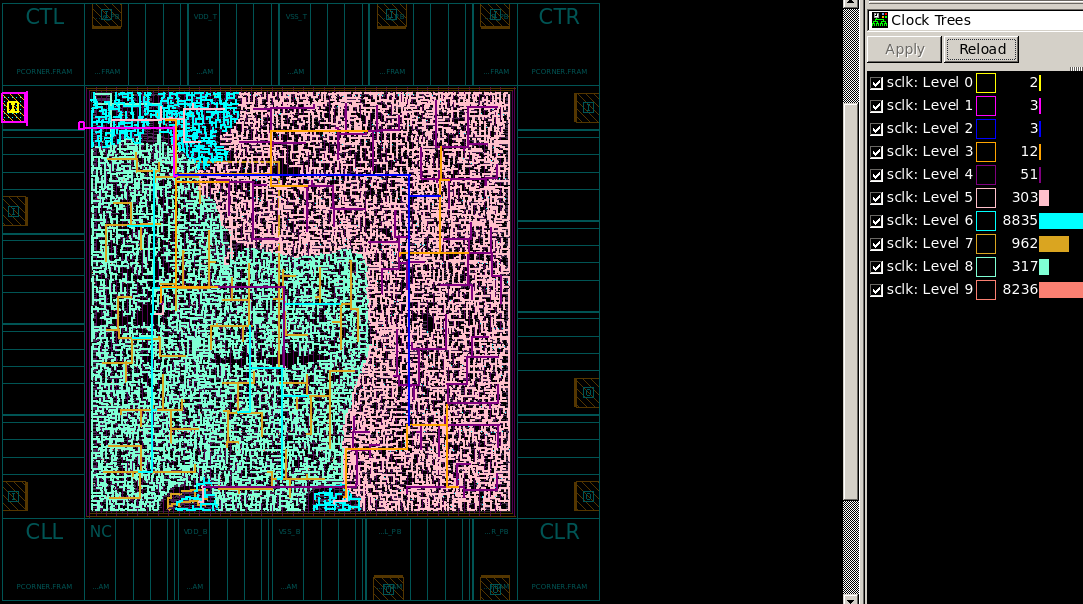 CTL
VDD_T
VSS_T
CTR
PCORNER.FRAM
...FRAM
...AM
...FRAM
...FRAM
PCORNER.FRAM
CLL
NC
VDD_B
VSS_B
...L_PB
...R_PB
CLR
PCORNER.FRAM
...AM
...AM
...AM
PCORNER.FRAM
Clock Trees
Apply
Reload
sclk: Level 0 2
sclk: Level 1 3
sclk: Level 2 3
sclk: Level 3 12
sclk: Level 4 51
sclk: Level 5 303
sclk: Level 6 8835
sclk: Level 7 962
sclk: Level 8 317
sclk: Level 9 8236